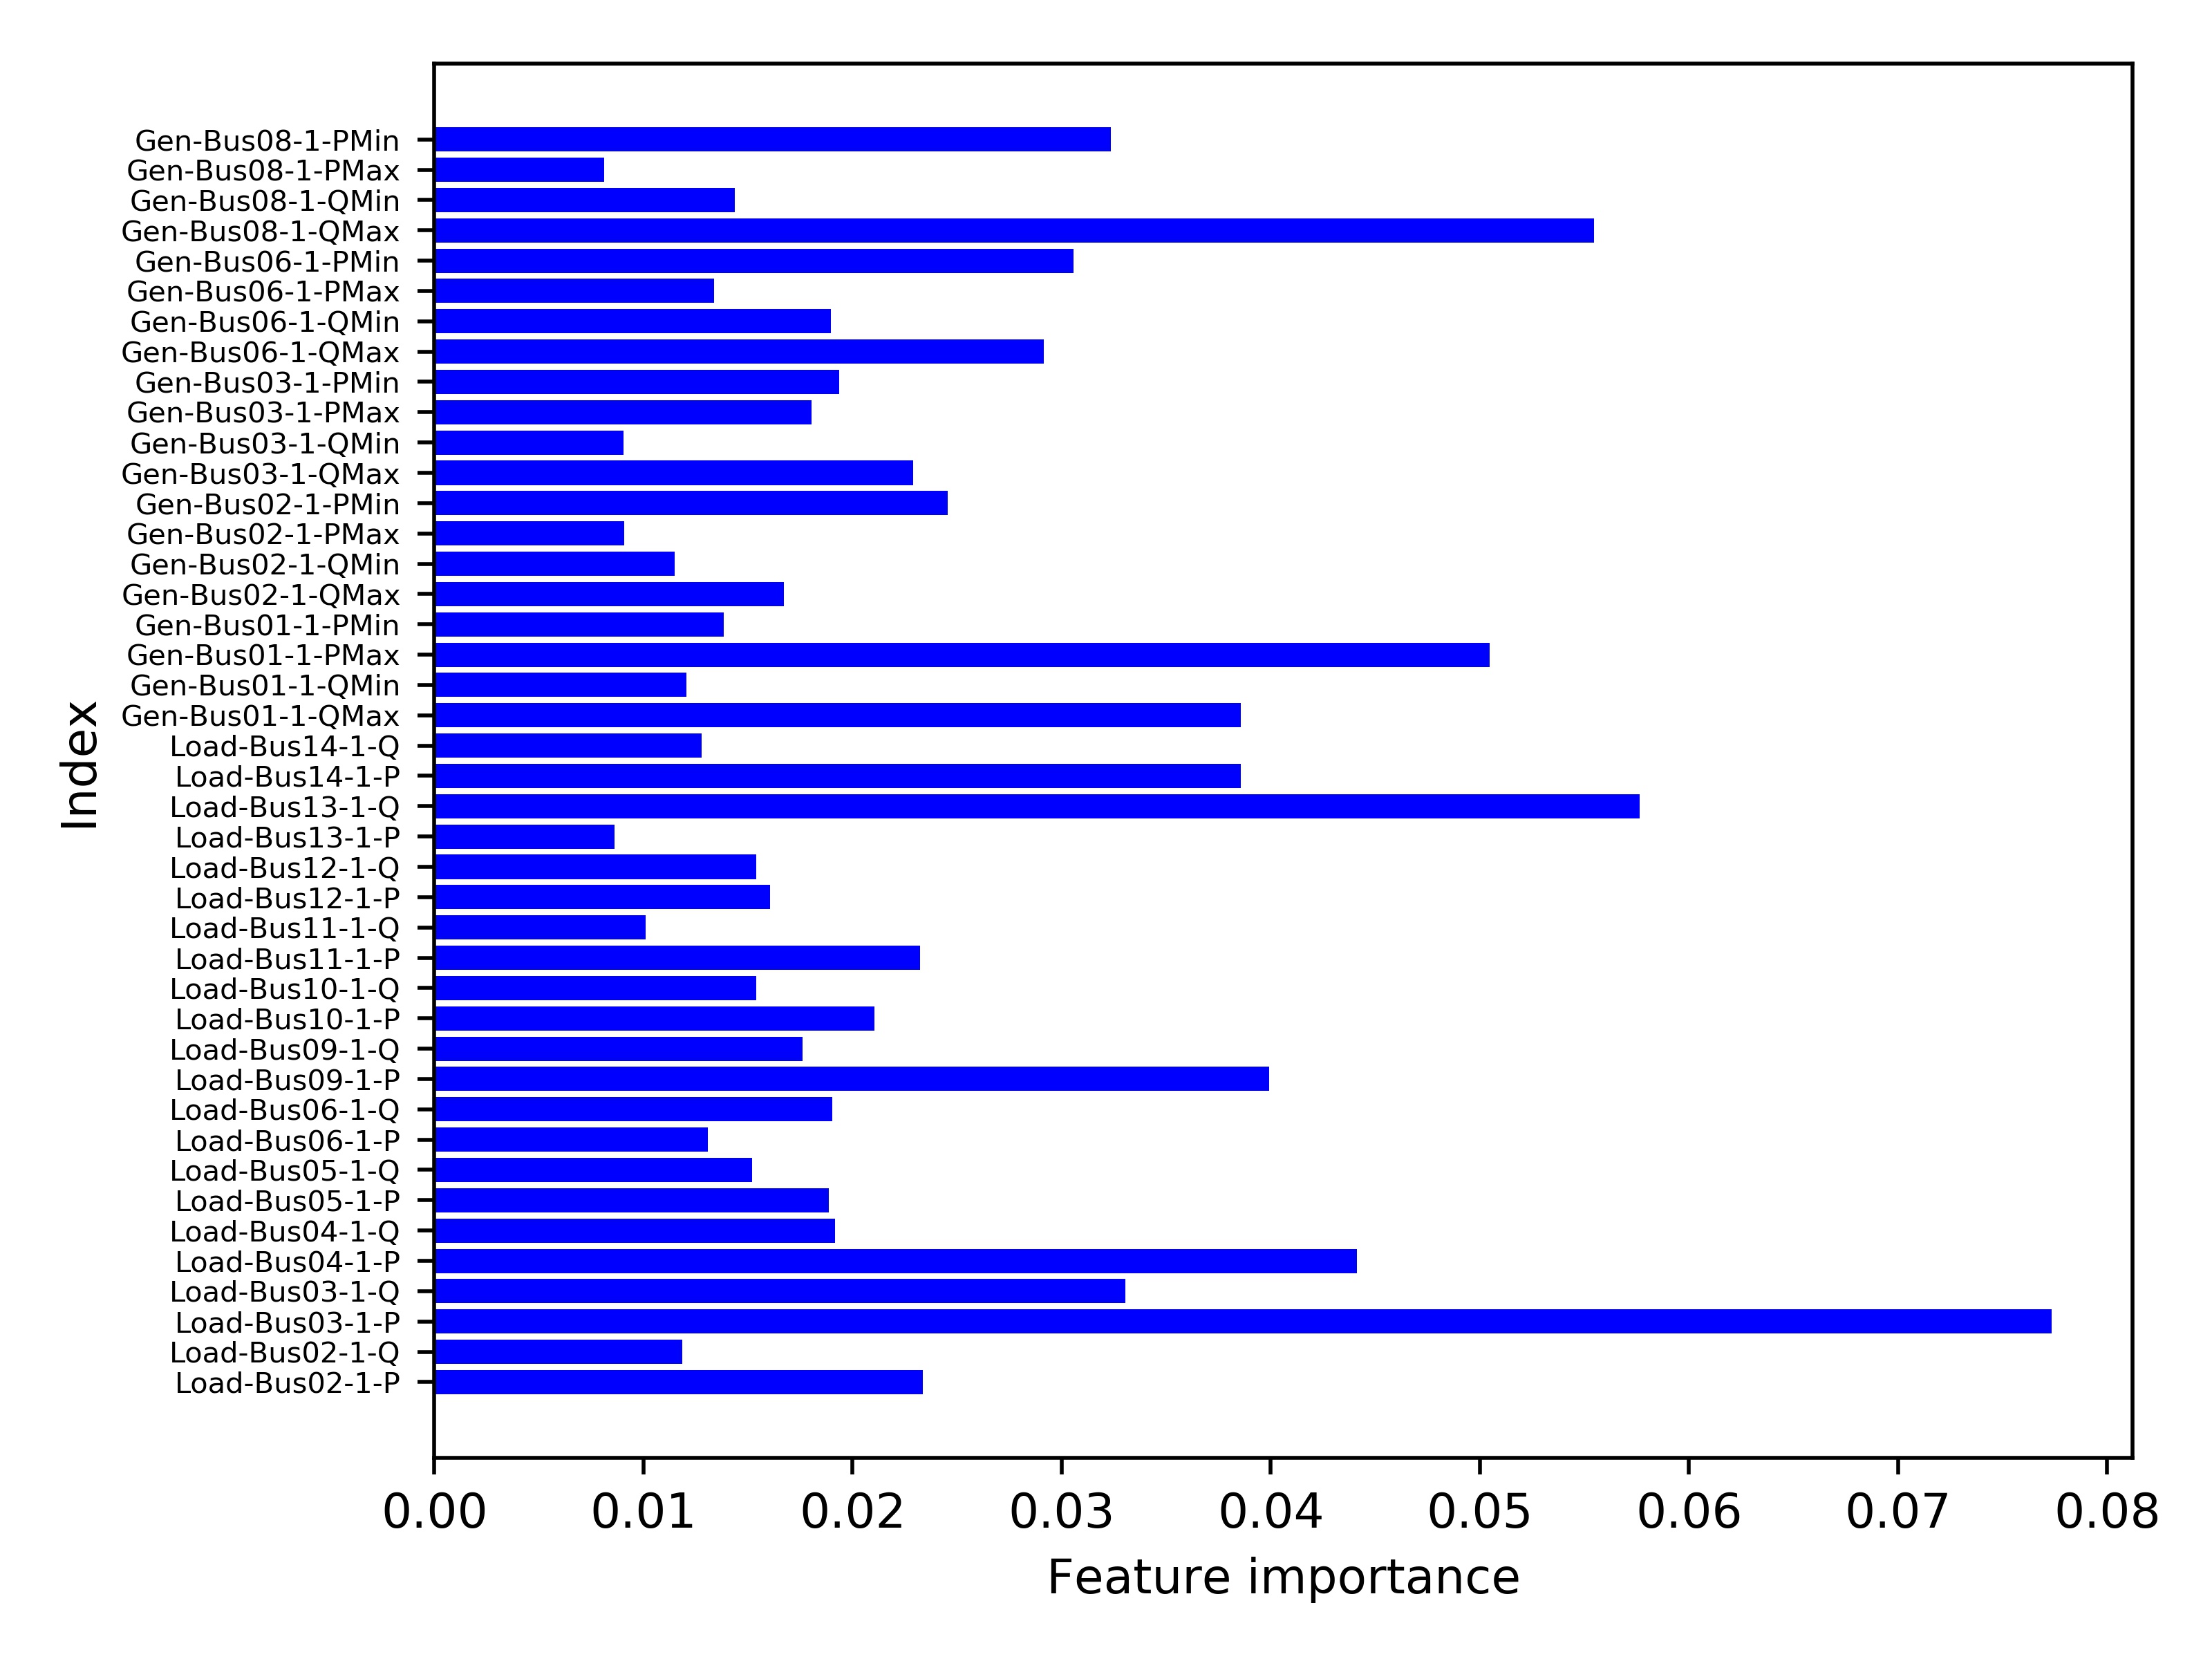 Gen-Bus08-1-PMin
Gen-Bus08-1-PMax
Gen-Bus08-1-QMin
Gen-Bus08-1-QMax
Gen-Bus06-1-PMin
Gen-Bus06-1-PMax
Gen-Bus06-1-QMin
Gen-Bus06-1-QMax
Gen-Bus03-1-PMin
Gen-Bus03-1-PMax
Gen-Bus03-1-QMin
Gen-Bus03-1-QMax
Gen-Bus02-1-PMin
Gen-Bus02-1-PMax
Gen-Bus02-1-QMin
Gen-Bus02-1-QMax
Gen-Bus01-1-PMin
Gen-Bus01-1-PMax
Gen-Bus01-1-QMin
Gen-Bus01-1-QMax
Load-Bus14-1-Q
Load-Bus14-1-P
Load-Bus13-1-Q
Load-Bus13-1-P
Load-Bus12-1-Q
Load-Bus12-1-P
Load-Bus11-1-Q
Load-Bus11-1-P
Load-Bus10-1-Q
Load-Bus10-1-P
Load-Bus09-1-Q
Load-Bus09-1-P
Load-Bus06-1-Q
Load-Bus06-1-P
Load-Bus05-1-Q
Load-Bus05-1-P
Load-Bus04-1-Q
Load-Bus04-1-P
Load-Bus03-1-Q
Load-Bus03-1-P
Load-Bus02-1-Q
Load-Bus02-1-P
Index
0.00 0.01 0.02 0.03 0.04 0.05 0.06 0.07 0.08
Feature importance